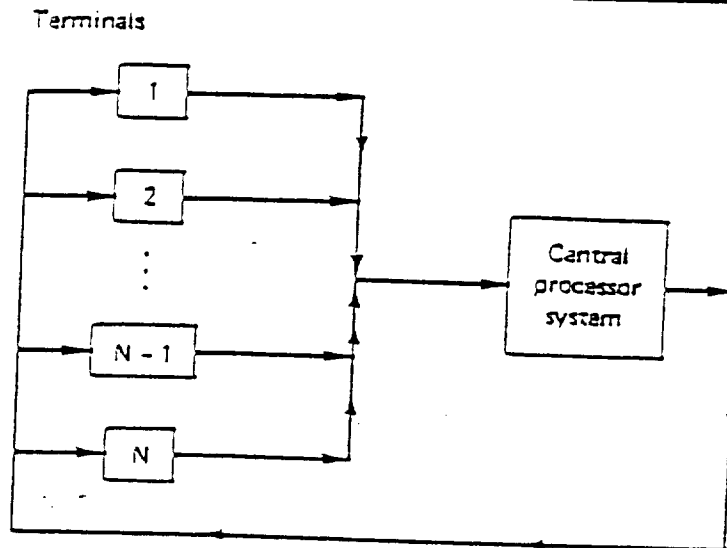 Terminals
1
2
N - 1
N
Central
processor
system